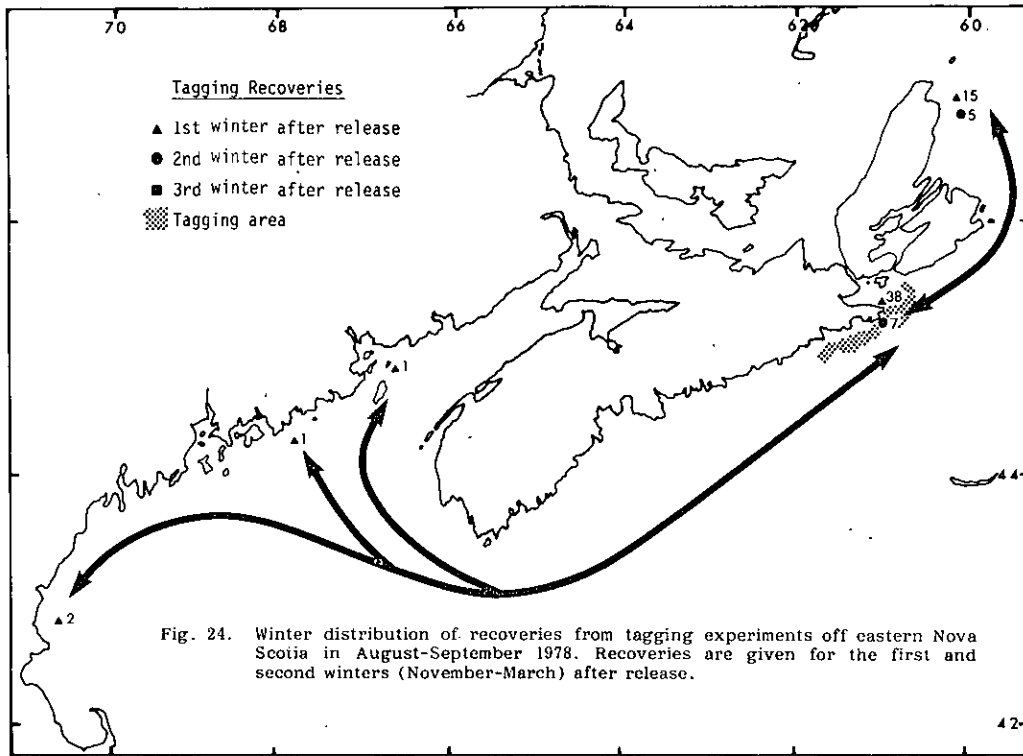 70 68 66 64 62 60
Tagging Recoveries
▲ 1st winter after release
● 2nd winter after release
■ 3rd winter after release
Tagging area
▲15
●5
▲38
●7
▲1
▲1
▲2
44
42
Fig. 24. Winter distribution of recoveries from tagging experiments off eastern Nova
Scotia in August-September 1978. Recoveries are given for the first and
second winters (November-March) after release.